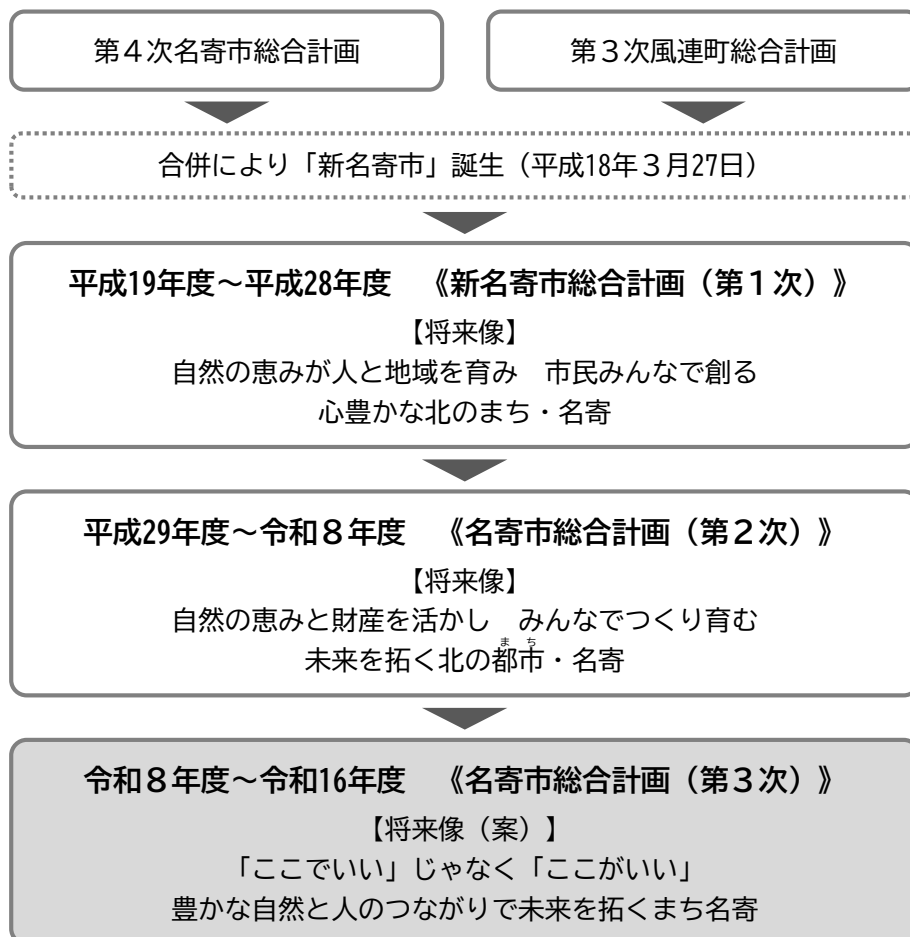 第４次名寄市総合計画
第３次風連町総合計画
合併により「新名寄市」誕生（平成18年３月27日）
平成19年度～平成28年度　《新名寄市総合計画（第１次）》
【将来像】
自然の恵みが人と地域を育み　市民みんなで創る
心豊かな北のまち・名寄
平成29年度～令和８年度　《名寄市総合計画（第２次）》
【将来像】
自然の恵みと財産を活かし　みんなでつくり育む
まち
未来を拓く北の都市・名寄
令和８年度～令和16年度　《名寄市総合計画（第３次）》
【将来像（案）】
「ここでいい」じゃなく「ここがいい」
豊かな自然と人のつながりで未来を拓くまち名寄